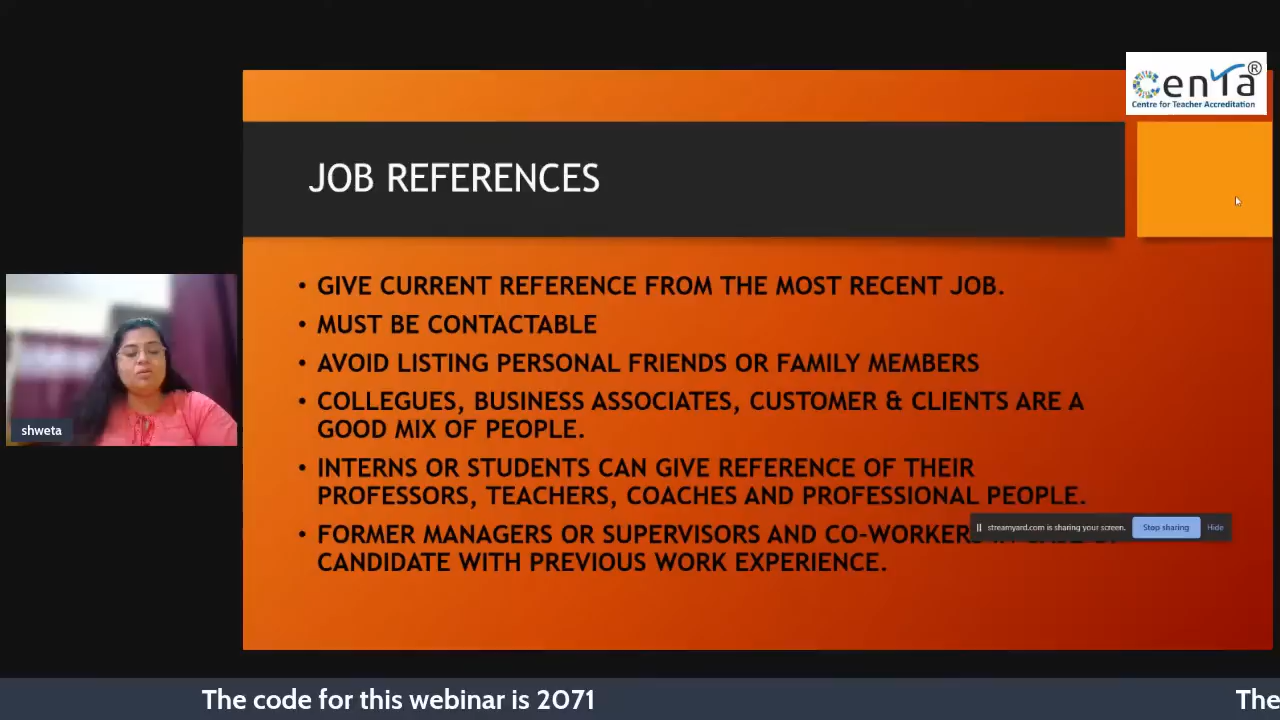 CENTA®
Centre for Teacher Accreditation
JOB REFERENCES
• GIVE CURRENT REFERENCE FROM THE MOST RECENT JOB.
• MUST BE CONTACTABLE
• AVOID LISTING PERSONAL FRIENDS OR FAMILY MEMBERS
• COLLEGUES, BUSINESS ASSOCIATES, CUSTOMER & CLIENTS ARE A
GOOD MIX OF PEOPLE.
• INTERNS OR STUDENTS CAN GIVE REFERENCE OF THEIR
PROFESSORS, TEACHERS, COACHES AND PROFESSIONAL PEOPLE.
streamyard.com is sharing your screen.
Stop sharing
Hide
• FORMER MANAGERS OR SUPERVISORS AND CO-WORKERS
CANDIDATE WITH PREVIOUS WORK EXPERIENCE.
shweta
The code for this webinar is 2071
The